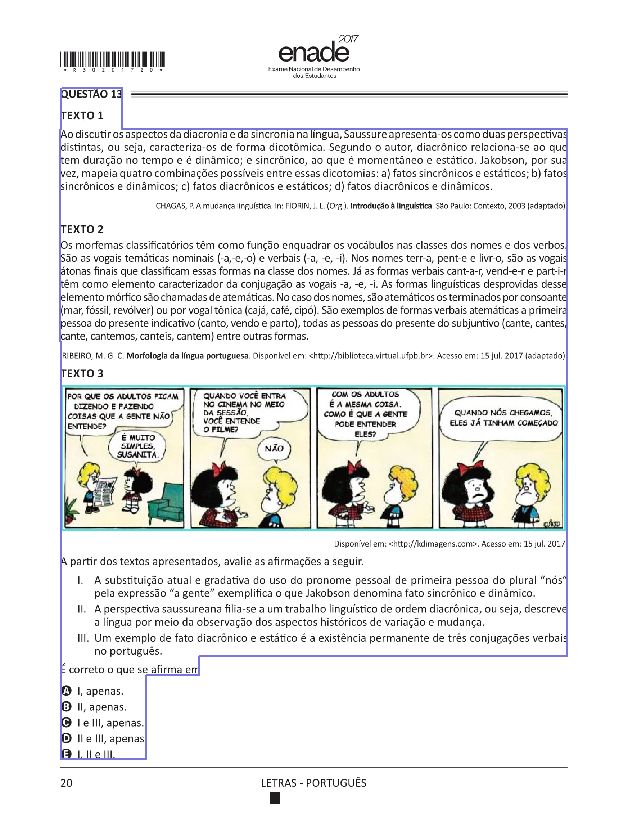 * R 3 0 2 0 1 7 2 0 *
enade 2017
Exame Nacional de Desempenho
dos Estudantes
QUESTÃO 13
TEXTO 1
Ao discutir os aspectos da diacronia e da sincronia na língua, Saussure apresenta-os como duas perspectivas
distintas, ou seja, caracteriza-os de forma dicotômica. Segundo o autor, diacrônico relaciona-se ao que
tem duração no tempo e é dinâmico; e sincrônico, ao que é momentâneo e estático. Jakobson, por sua
vez, mapeia quatro combinações possíveis entre essas dicotomias: a) fatos sincrônicos e estáticos; b) fatos
sincrônicos e dinâmicos; c) fatos diacrônicos e estáticos; d) fatos diacrônicos e dinâmicos.
CHAGAS, P. A mudança linguística. In: FIORIN, J. L. (Org.). Introdução à linguística. São Paulo: Contexto, 2003 (adaptado).
TEXTO 2
Os morfemas classificatórios têm como função enquadrar os vocábulos nas classes dos nomes e dos verbos.
São as vogais temáticas nominais (-a,-e,-o) e verbais (-a, -e, -i). Nos nomes terr-a, pent-e e livr-o, são as vogais
átonas finais que classificam essas formas na classe dos nomes. Já as formas verbais cant-a-r, vend-e-r e part-i-r
têm como elemento caracterizador da conjugação as vogais -a, -e, -i. As formas linguísticas desprovidas desse
elemento mórfico são chamadas de atemáticas. No caso dos nomes, são atemáticos os terminados por consoante
(mar, fóssil, revólver) ou por vogal tônica (cajá, café, cipó). São exemplos de formas verbais atemáticas a primeira
pessoa do presente indicativo (canto, vendo e parto), todas as pessoas do presente do subjuntivo (cante, cantes,
cante, cantemos, canteis, cantem) entre outras formas.
RIBEIRO, M. G. C. Morfologia da língua portuguesa. Disponível em: <http://biblioteca.virtual.ufpb.br>. Acesso em: 15 jul. 2017 (adaptado)
TEXTO 3
POR QUE OS ADULTOS FICAM
DIZENDO E FAZENDO
COISAS QUE A GENTE NÃO
ENTENDE?
É MUITO
SIMPLES,
SUSANITA.
QUANDO VOCÊ ENTRA
NO CINEMA NO MEIO
DA SESSÃO,
VOCÊ ENTENDE
O FILME?
NÃO
COM OS ADULTOS
É A MESMA COISA.
COMO É QUE A GENTE
PODE ENTENDER
ELES?
QUANDO NÓS CHEGAMOS,
ELES JÁ TINHAM COMEÇADO
Disponível em: <http://kdimagens.com>. Acesso em: 15 jul. 2017
A partir dos textos apresentados, avalie as afirmações a seguir.
I. A substituição atual e gradativa do uso do pronome pessoal de primeira pessoa do plural “nós”
pela expressão “a gente” exemplifica o que Jakobson denomina fato sincrônico e dinâmico.
II. A perspectiva saussureana filia-se a um trabalho linguístico de ordem diacrônica, ou seja, descreve
a língua por meio da observação dos aspectos históricos de variação e mudança.
III. Um exemplo de fato diacrônico e estático é a existência permanente de três conjugações verbais
no português.
É correto o que se afirma em
A I, apenas.
B II, apenas.
C I e III, apenas.
D II e III, apenas
E I, II e III.
20
LETRAS - PORTUGUÊS